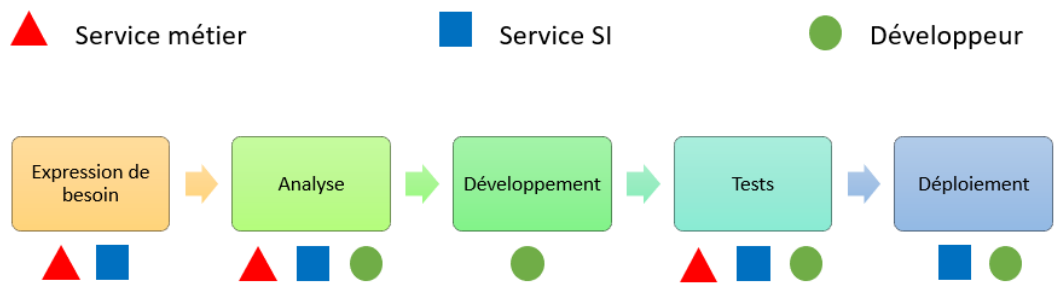 Service métier
Service SI
Développeur
Expression de
besoin
Analyse
Développement
Tests
Déploiement